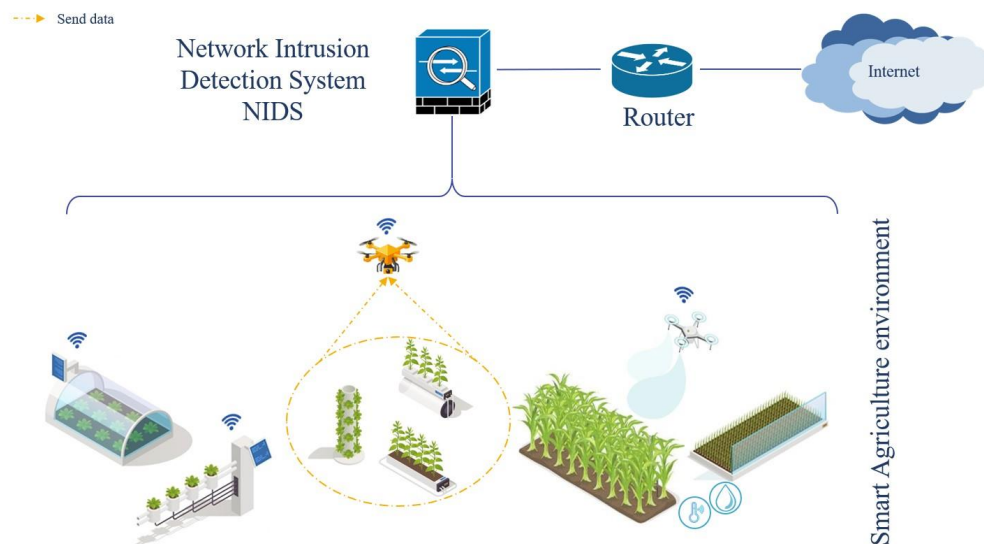 Send data
Network Intrusion
Detection System
NIDS
Router
Internet
Smart Agriculture environment